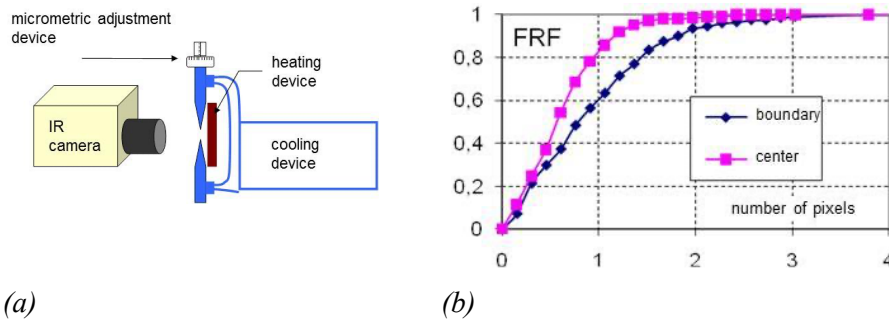 micrometric adjustment
device
heating
device
IR
camera
cooling
device
(a)
FRF
1
0,8
0,6
0,4
0,2
0
boundary
center
number of pixels
0 1 2 3 4
(b)